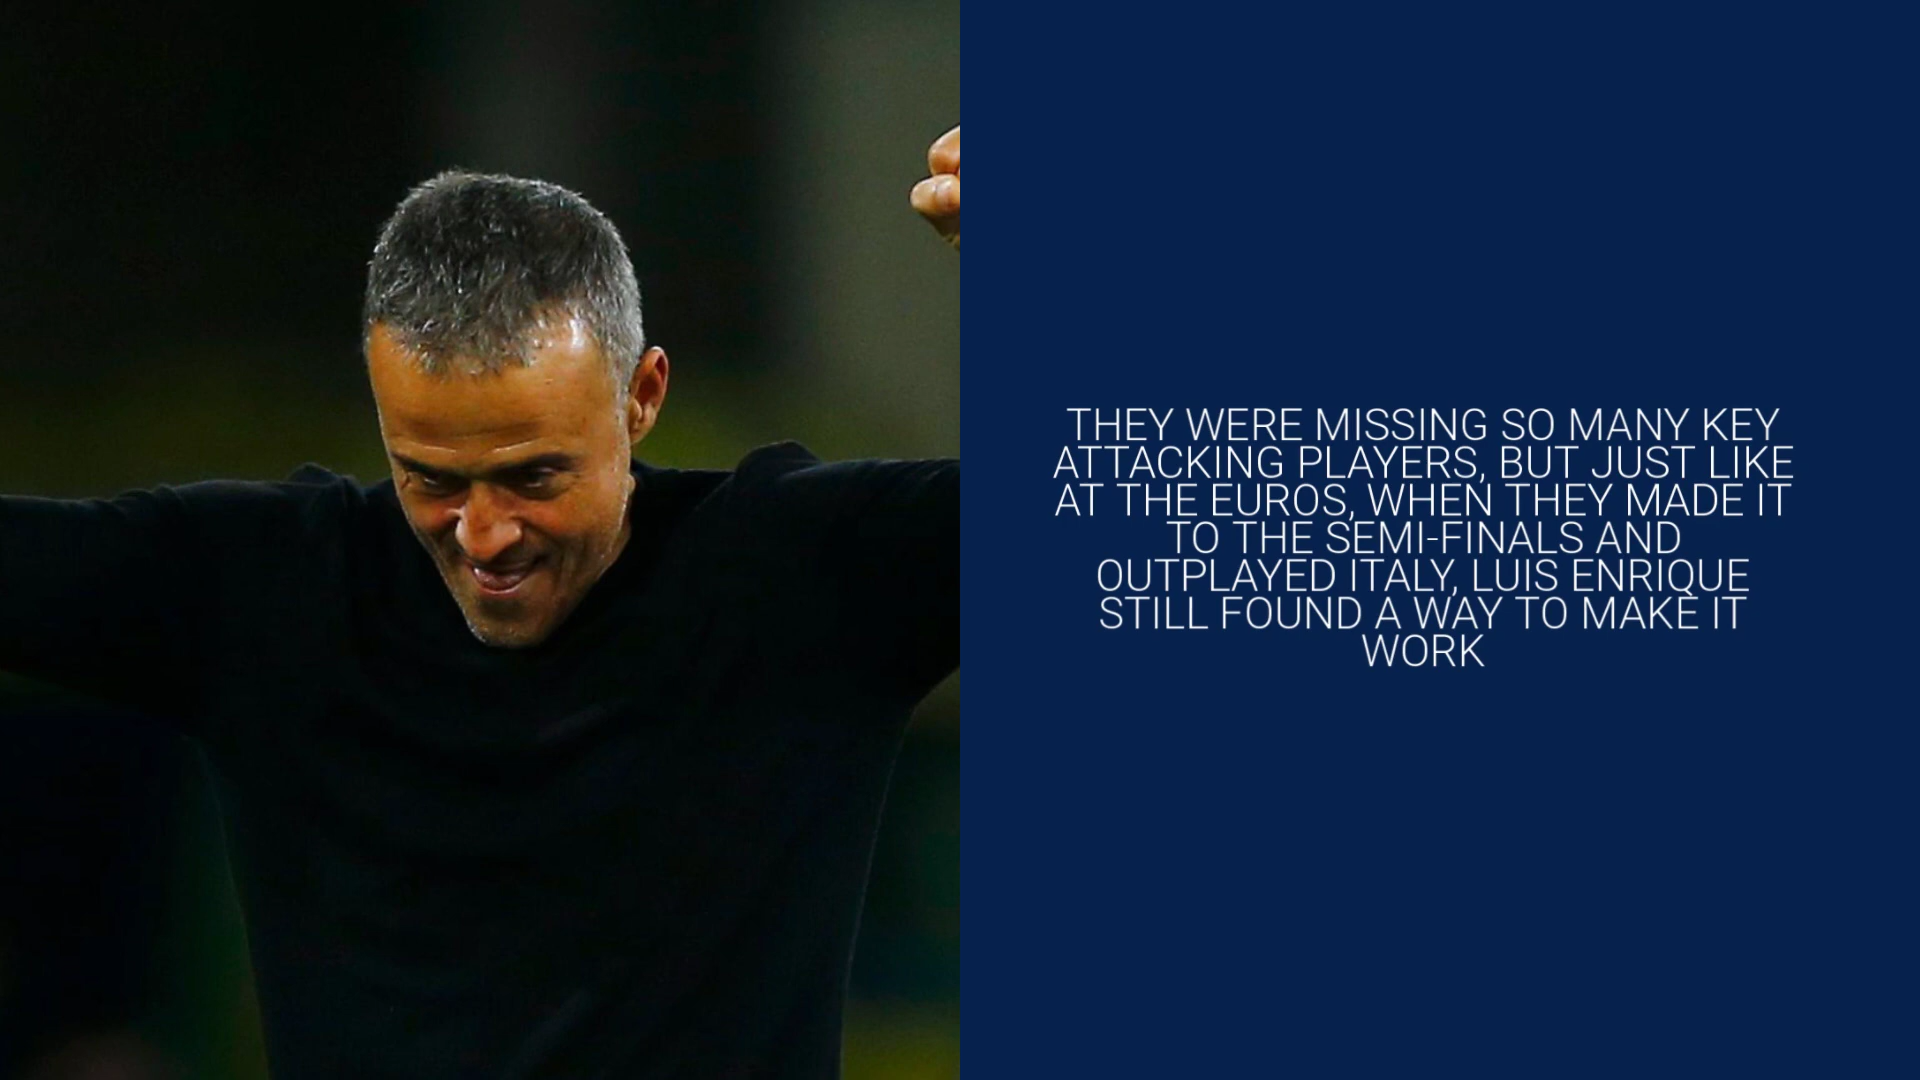 THEY WERE MISSING SO MANY KEY
ATTACKING PLAYERS, BUT JUST LIKE
AT THE EUROS, WHEN THEY MADE IT
TO THE SEMI-FINALS AND
OUTPLAYED ITALY, LUIS ENRIQUE
STILL FOUND A WAY TO MAKE IT
WORK